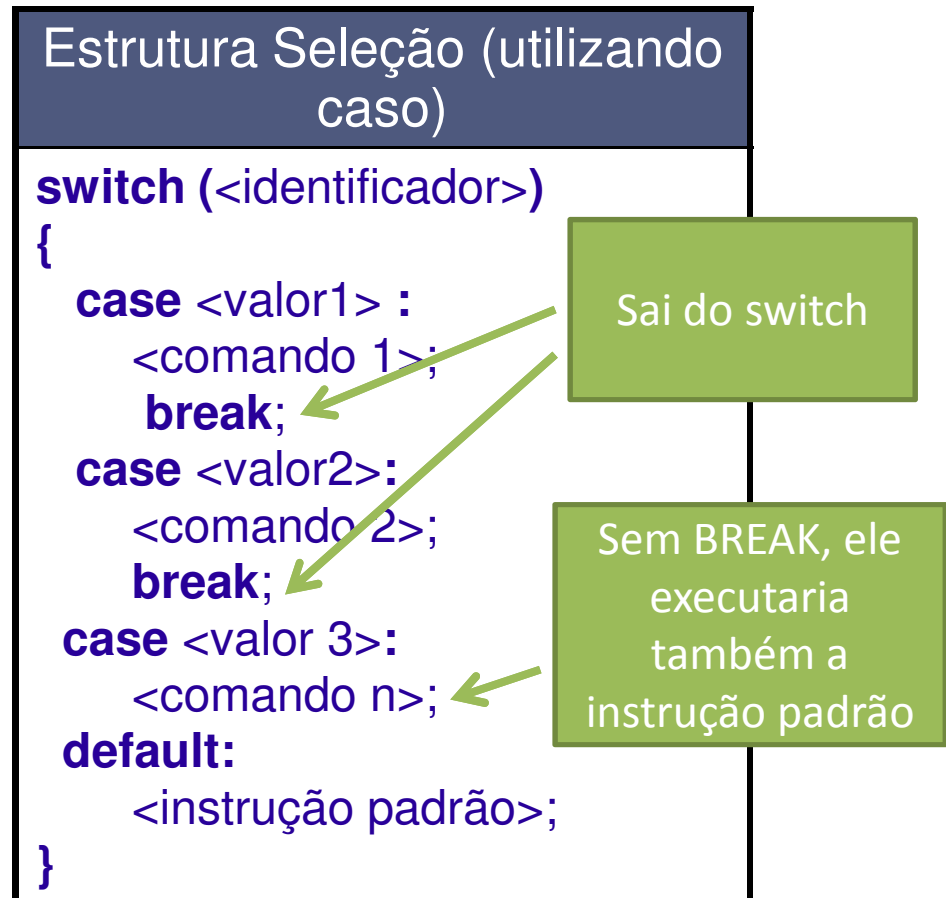 Estrutura Seleção (utilizando
caso)
switch (<identificador>)
{
case <valor1> :
<comando 1>;
break;
case <valor2>:
<comando 2>;
break;
case <valor 3>:
<comando n>;
default:
<instrução padrão>;
}
Sai do switch
Sem BREAK, ele
executaria
também a
instrução padrão